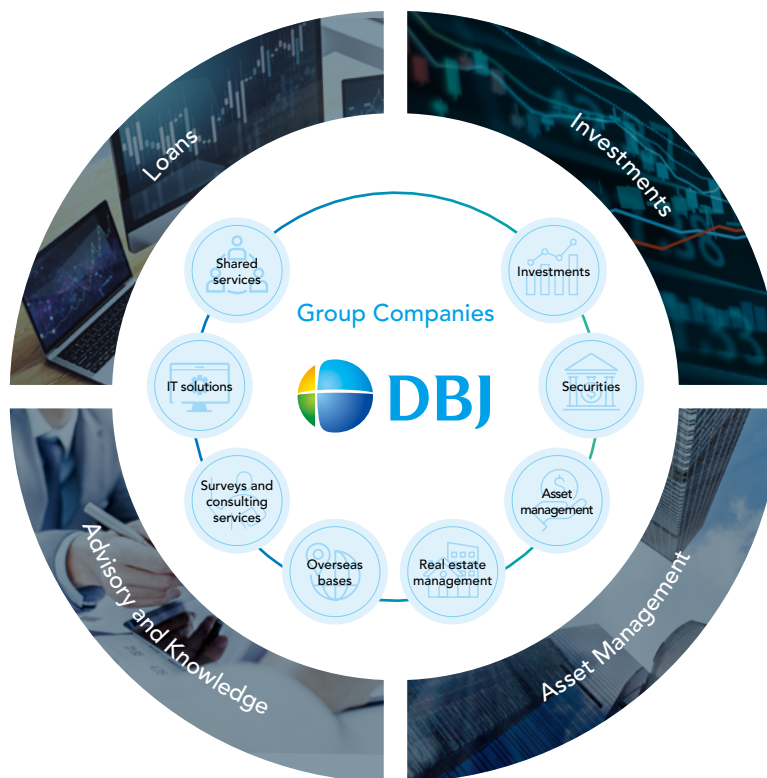 Loans
Investments
Shared
services
Investments
Group Companies
IT solutions
DBJ
Securities
Surveys and
consulting
services
Asset
management
Overseas
bases
Real estate
management
Advisory and Knowledge
Asset Management